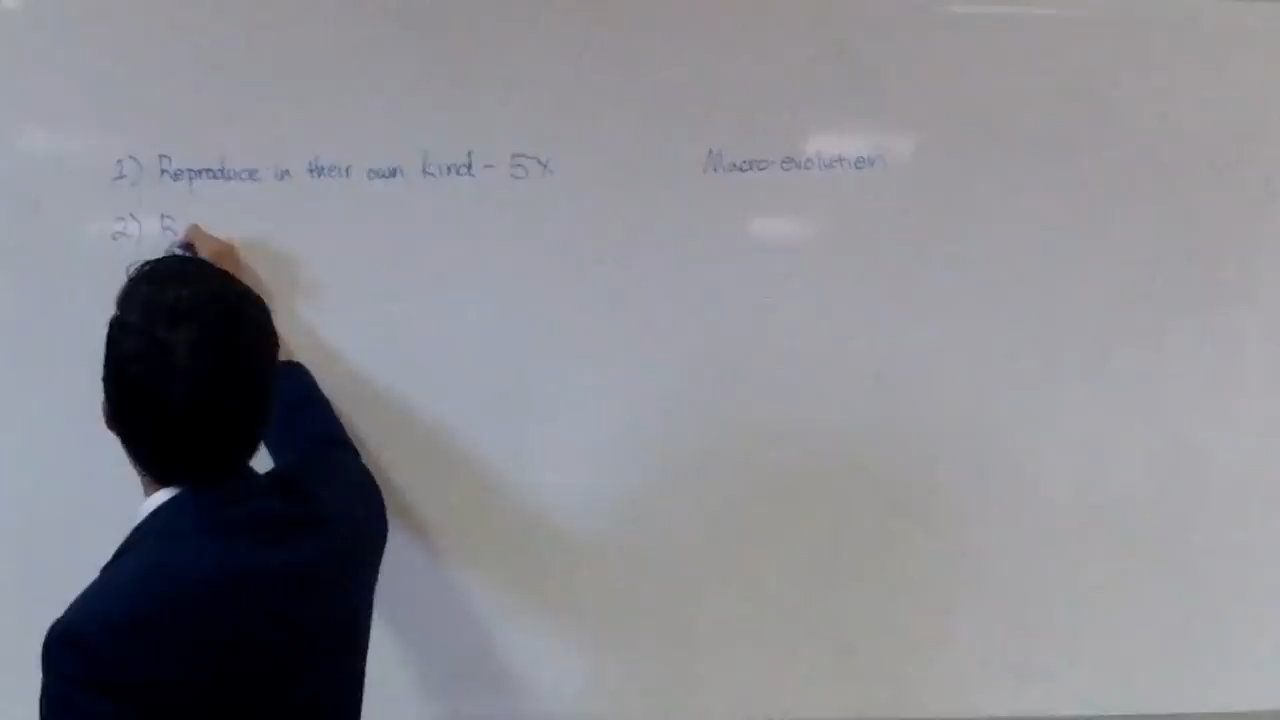 1) Reproduce in their own kind - 5x
Macro-evolution
2)